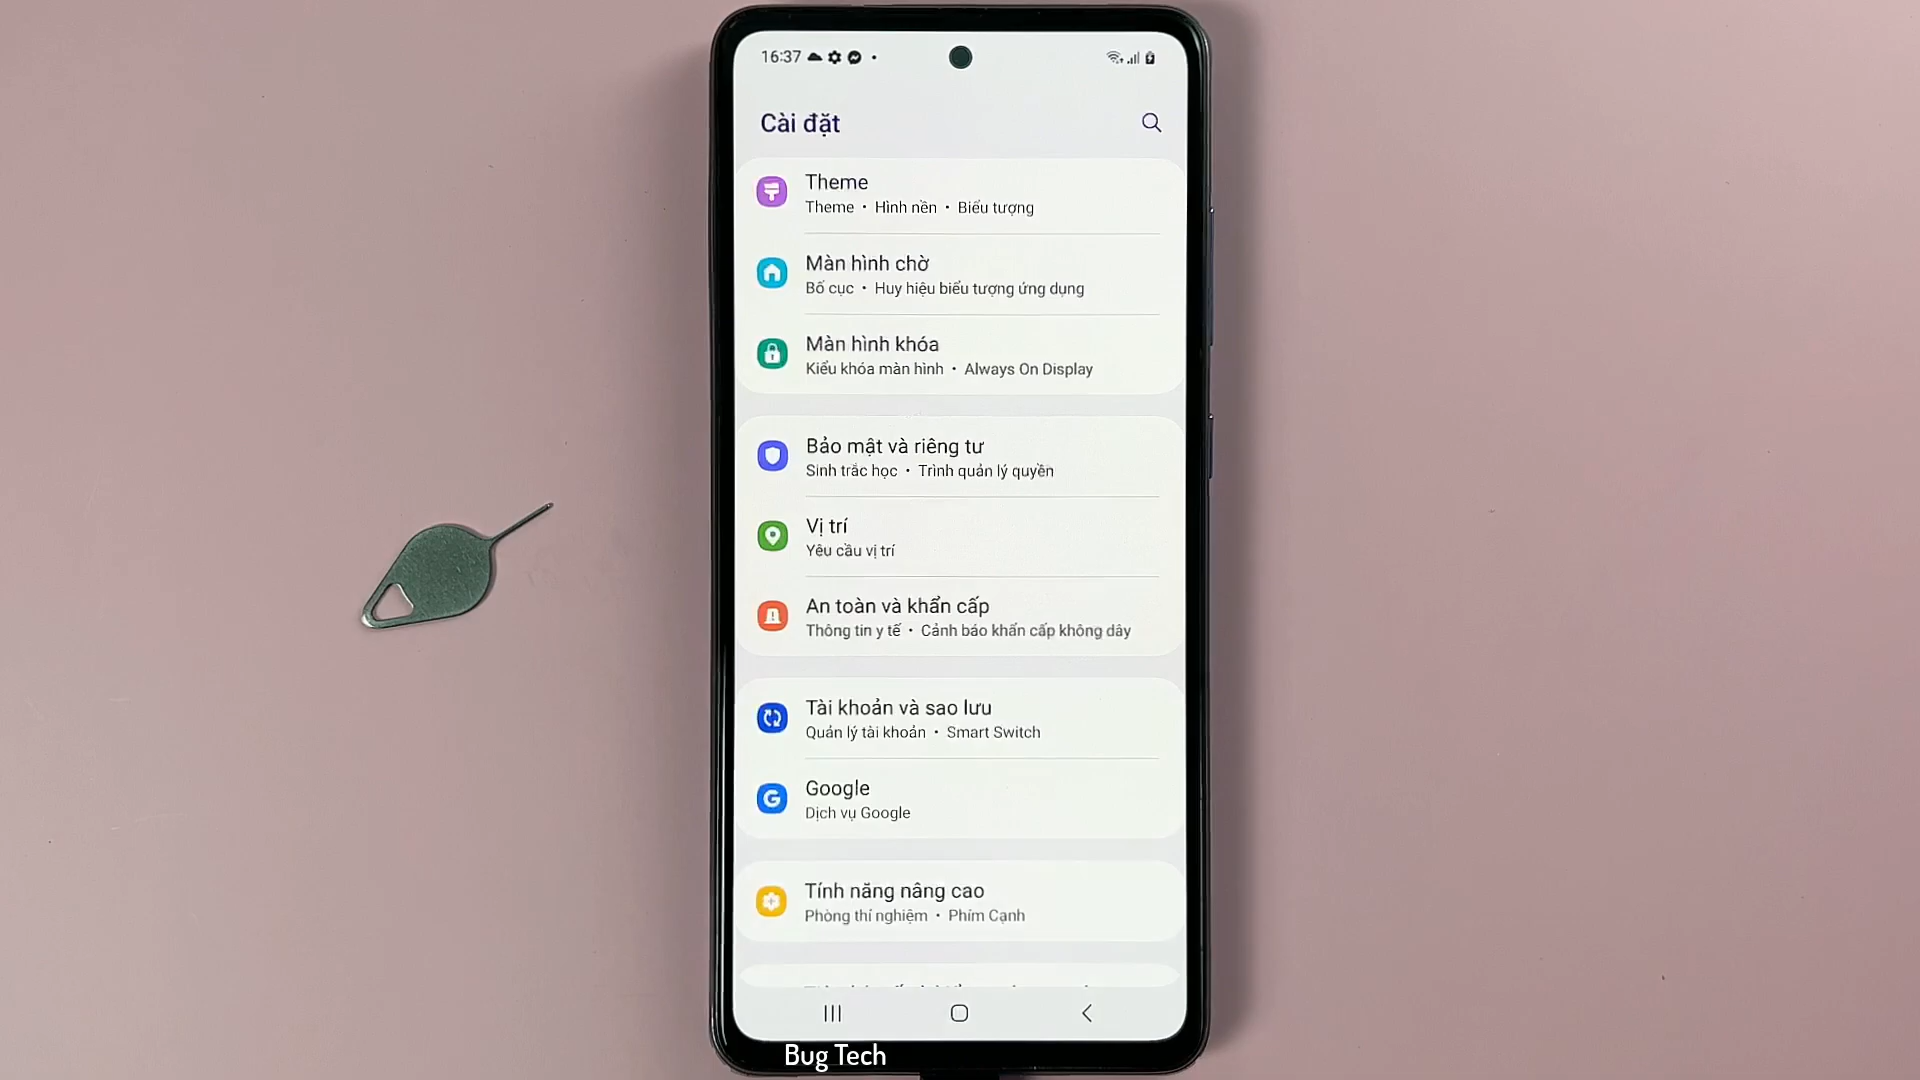 16:37
Cài đặt
Theme
Theme • Hình nền • Biểu tượng
Màn hình chờ
Bố cục • Huy hiệu biểu tượng ứng dụng
Màn hình khóa
Kiểu khóa màn hình • Always On Display
Bảo mật và riêng tư
Sinh trắc học • Trình quản lý quyền
Vị trí
Yêu cầu vị trí
An toàn và khẩn cấp
Thông tin y tế • Cảnh báo khẩn cấp không dây
Tài khoản và sao lưu
Quản lý tài khoản • Smart Switch
Google
Dịch vụ Google
Tính năng nâng cao
Phòng thí nghiệm • Phím Cạnh
Bug Tech